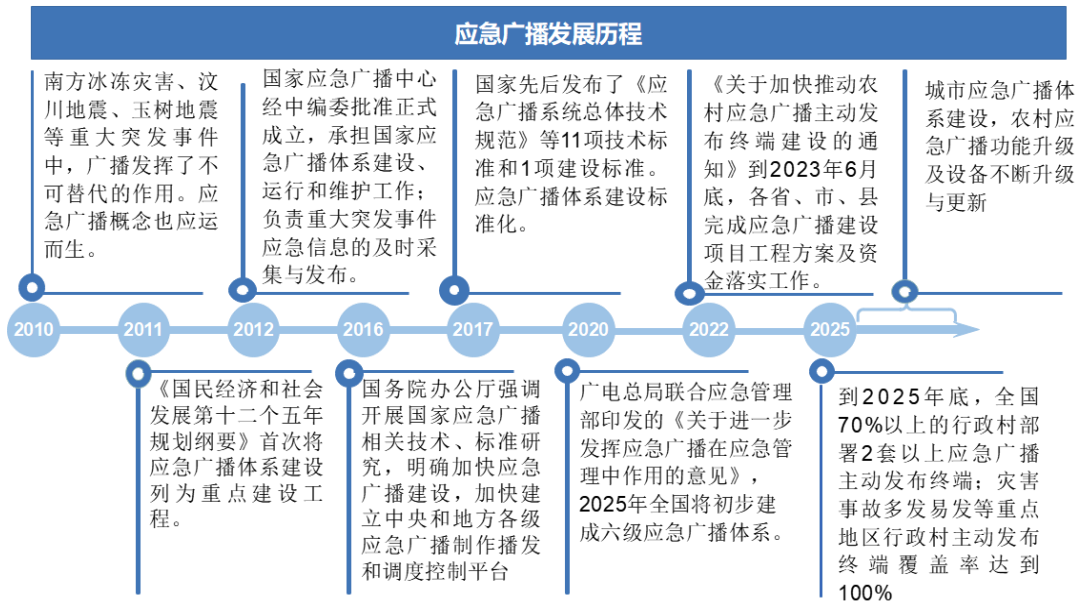 应急广播发展历程
南方冰冻灾害、汶
川地震、玉树地震
等重大突发事件
中，广播发挥了不
可替代的作用。应
急广播概念也应运
而生。
国家应急广播中心
经中编委批准正式
成立，承担国家应
急广播体系建设、
运行和维护工作；
负责重大突发事件
应急信息的及时采
集与发布。
国家先后发布了《应
急广播系统总体技术
规范》等11项技术标
准和1项建设标准。
应急广播体系建设标
准化。
《关于加快推动农
村应急广播主动发
布终端建设的通
知》到2023年6月
底，各省、市、县
完成应急广播建设
项目工程方案及资
金落实工作。
城市应急广播体
系建设，农村应
急广播功能升级
及设备不断升级
与更新
2010 2011 2012 2016 2017 2020 2022 2025
《国民经济和社会
发展第十二个五年
规划纲要》首次将
应急广播体系建设
列为重点建设工
程。
国务院办公厅强调
开展国家应急广播
相关技术、标准研
究，明确加快应急
广播建设，加快建
立中央和地方各级
应急广播制作播发
和调度控制平台
广电总局联合应急管理
部印发的《关于进一步
发挥应急广播在应急管
理中作用的意见》，
2025年全国将初步建
成六级应急广播体系。
到2025年底，全国
70%以上的行政村部
署2套以上应急广播
主动发布终端；灾害
事故多发易发等重点
地区行政村主动发布
终端覆盖率达到
100%